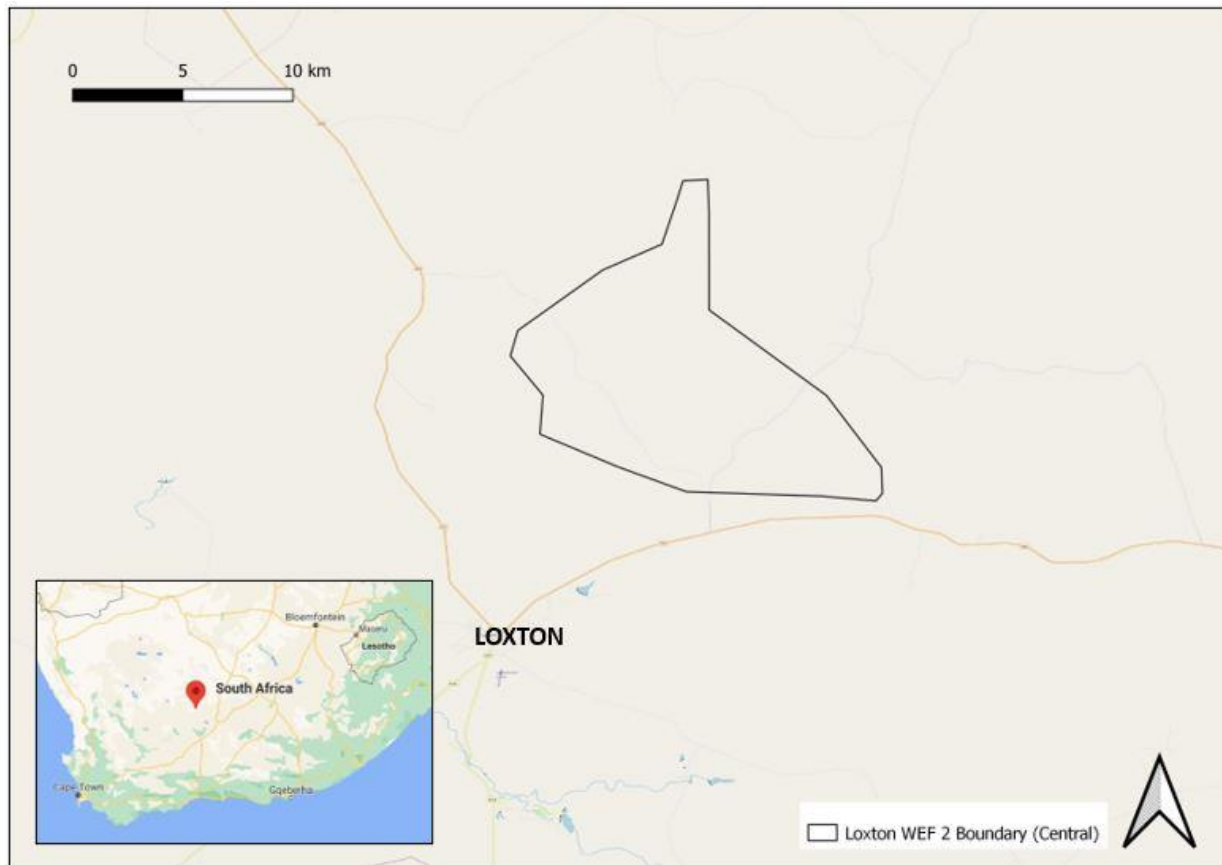 0 5 10 km
LOXTON
Bloemfontein
Maseru
Lesotho
South Africa
Cape Town
Gqeberha
Loxton WEF 2 Boundary (Central)